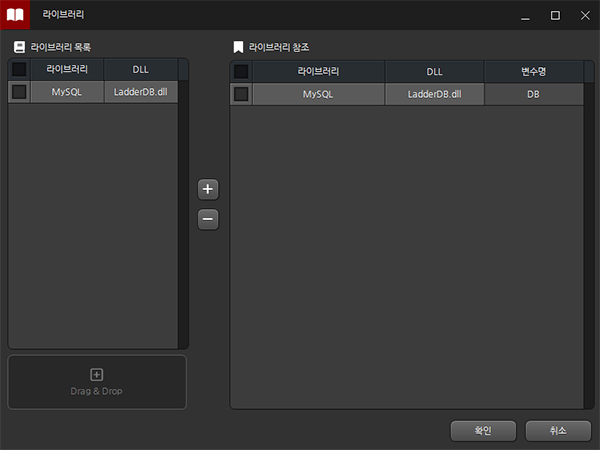 라이브러리
라이브러리 목록
라이브러리 DLL
MySQL LadderDB.dll
Drag & Drop
라이브러리 참조
라이브러리 DLL 변수명
MySQL LadderDB.dll DB
확인 취소